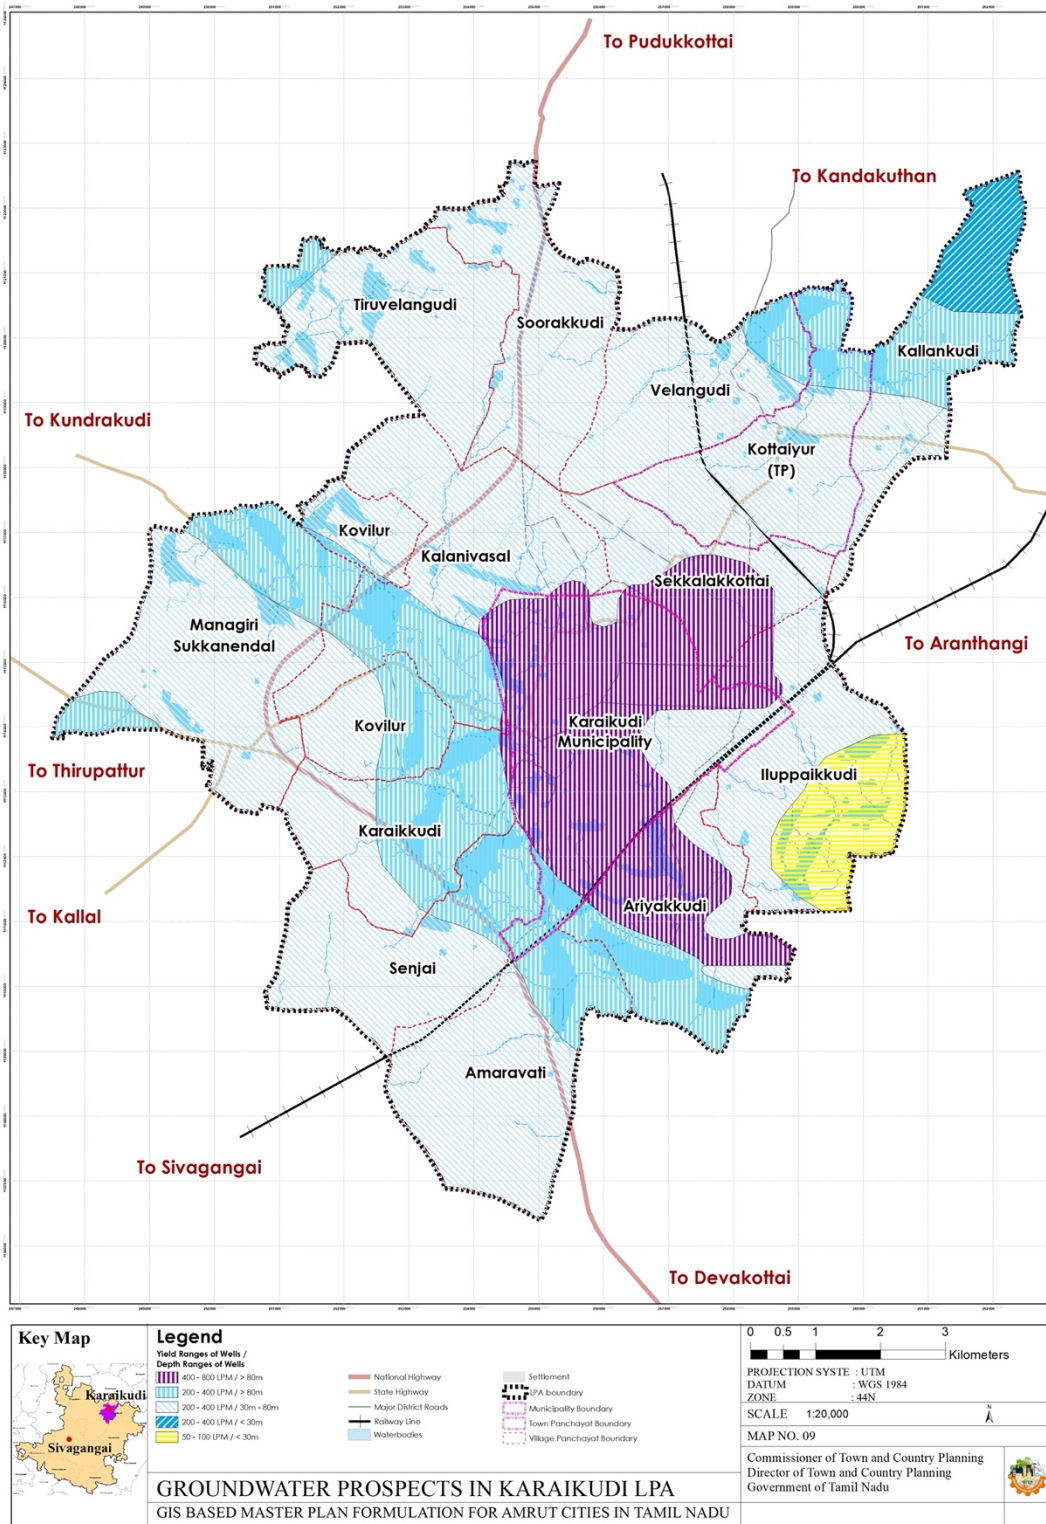 To Pudukkottai
To Kandakuthan
Tiruvelangudi
Soorakkudi
Kallankudi
Velangudi
To Kundrakudi
Kottaiyur
(TP)
Kovilur
Kalanivasal
Sekkalakkottai
Managiri
Sukkanendal
To Aranthangi
Kovilur
Karaikudi
Municipality
To Thirupattur
Iluppaikkudi
Karaikkudi
To Kallal
Ariyakkudi
Senjai
Amaravati
To Sivagangai
To Devakottai
Key Map
Karaikudi
Sivagangai
Legend
Yield Ranges of Wells /
Depth Ranges of Wells
400 - 800 LPM / > 80m
200 - 400 LPM / > 80m
200 - 400 LPM / 30m - 80m
200 - 400 LPM / < 30m
50 - 100 LPM / < 30m
National Highway
State Highway
Major District Roads
Railway Line
Waterbodies
Settlement
LPA boundary
Municipality Boundary
Town Panchayat Boundary
Village Panchayat Boundary
0 0.5 1 2 3
Kilometers
PROJECTION SYSTE : UTM
DATUM : WGS 1984
ZONE : 44N
SCALE 1:20,000
N
MAP NO. 09
Commissioner of Town and Country Planning
Director of Town and Country Planning
Government of Tamil Nadu
GROUNDWATER PROSPECTS IN KARAIKUDI LPA
GIS BASED MASTER PLAN FORMULATION FOR AMRUT CITIES IN TAMIL NADU